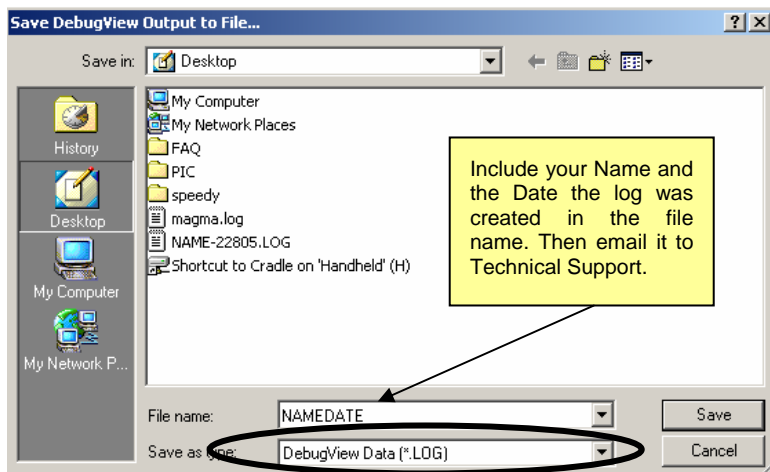 Save DebugView Output to File...
Save in:
Desktop
History
Desktop
My Computer
My Network P...
My Computer
My Network Places
FAQ
PIC
speedy
magma.log
NAME-22805.LOG
Shortcut to Cradle on 'Handheld' (H)
Include your Name and
the Date the log was
created in the file
name. Then email it to
Technical Support.
File name:
NAMEDATE
Save
Save as type:
DebugView Data (*.LOG)
Cancel